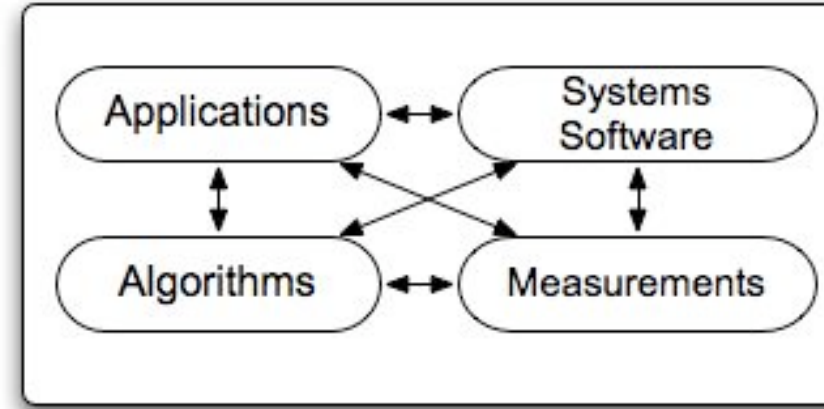 Applications
Systems
Software
Algorithms
Measurements